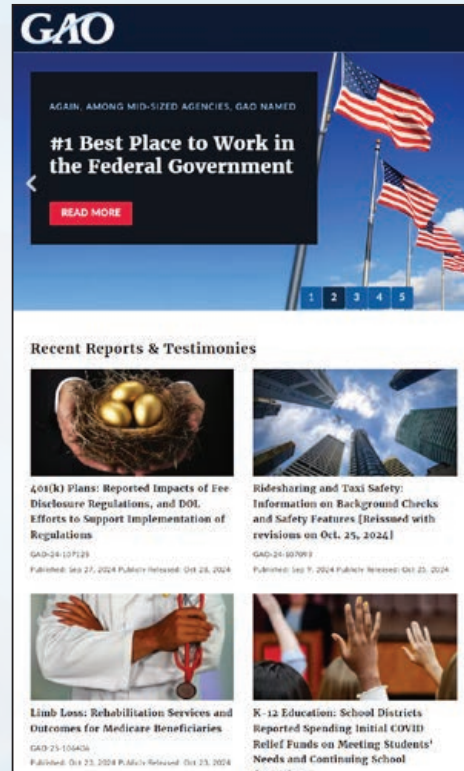 GAO
AGAIN, AMONG MID-SIZED AGENCIES, GAO NAMED
#1 Best Place to Work in
the Federal Government
READ MORE
1 2 3 4 5
Recent Reports & Testimonies
401(k) Plans: Reported Impacts of Fee
Disclosure Regulations, and DOL
Efforts to Support Implementation of
Regulations
Published: Sep 27, 2024 Publicly Released: Oct 28, 2024
Ridesharing and Taxi Safety:
Information on Background Checks
and Safety Features [Reissued with
revisions on Oct. 25, 2024]
GAO-24-107093
Published: Sep 9, 2024 Publicly Released: Oct 25, 2024
Limb Loss: Rehabilitation Services and
Outcomes for Medicare Beneficiaries
GAO-25-106406
Published: Oct 23, 2024 Publicly Released: Oct 23, 2024
K-12 Education: School Districts
Reported Spending Initial COVID
Relief Funds on Meeting Students'
Needs and Continuing School